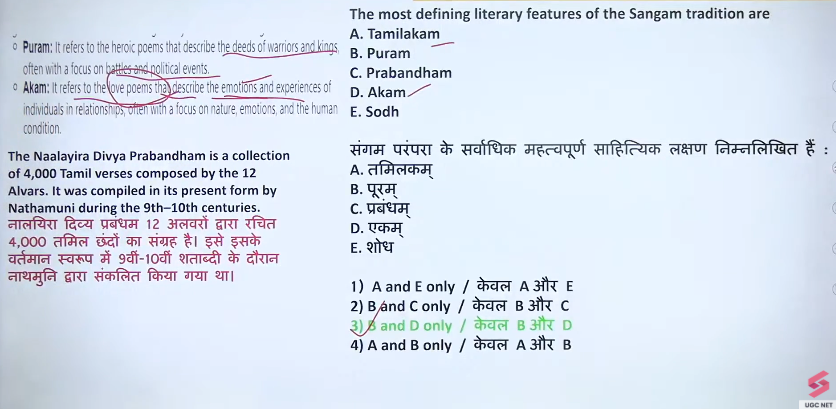 Puram: It refers to the heroic poems that describe the deeds of warriors and kings,
often with a focus on battles and political events.
Akam: It refers to the love poems that describe the emotions and experiences of
individuals in relationships, often with a focus on nature, emotions, and the human
condition.
The Naalayira Divya Prabandham is a collection
of 4,000 Tamil verses composed by the 12
Alvars. It was compiled in its present form by
Nathamuni during the 9th–10th centuries.
नालयिरा दिव्य प्रबंधम 12 अलवरों द्वारा रचित
4,000 तमिल छंदों का संग्रह है। इसे इसके
वर्तमान स्वरूप में 9वीं-10वीं शताब्दी के दौरान
नाथमुनि द्वारा संकलित किया गया था।
The most defining literary features of the Sangam tradition are
A. Tamilakam
B. Puram
C. Prabandham
D. Akam
E. Sodh
संगम परंपरा के सर्वाधिक महत्वपूर्ण साहित्यिक लक्षण निम्नलिखित हैं :
A. तमिलकम्
B. पूरम्
C. प्रबंधम्
D. एकम्
E. शोध
1) A and E only / केवल A और E
2) B and C only / केवल B और C
3) B and D only / केवल B और D
4) A and B only / केवल A और B
UGC NET